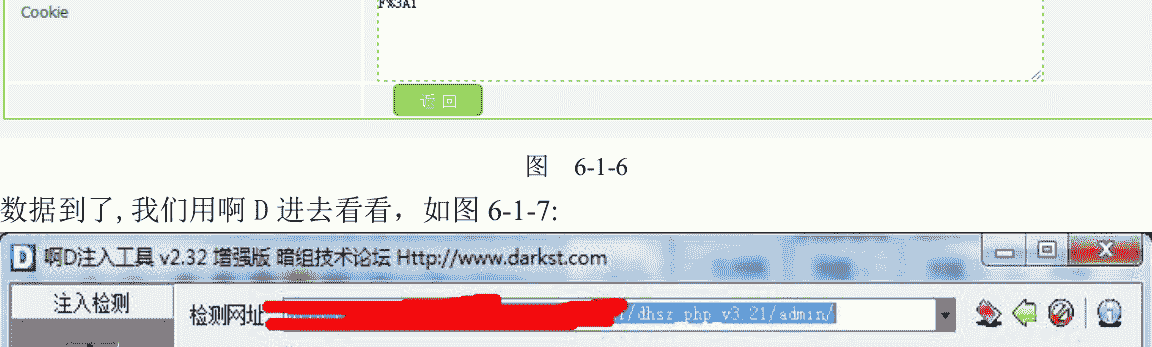 F%3A1
Cookie
返 回
图 6-1-6
数据到了,我们用啊 D 进去看看，如图 6-1-7:
啊D注入工具 v2.32 增强版 暗组技术论坛 Http://www.darkst.com
注入检测
检测网址
/dhsr_php_v3_21/admin/